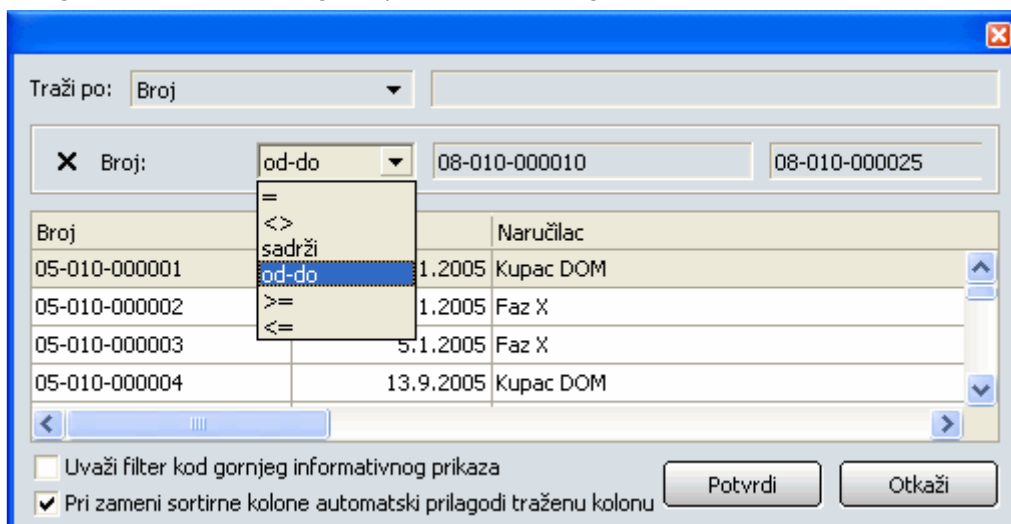 Traži po: Broj
Broj: od-do 08-010-000010 08-010-000025
=
<>
sadrži
od-do
>=
<=
Broj Naručilac
05-010-000001 1.2005 Kupac DOM
05-010-000002 1.2005 Faz X
05-010-000003 5.1.2005 Faz X
05-010-000004 13.9.2005 Kupac DOM
Uvaži filter kod gornjeg informativnog prikaza
Pri zameni sortirne kolone automatski prilagodi traženu kolonu
Potvrdi Otkaži